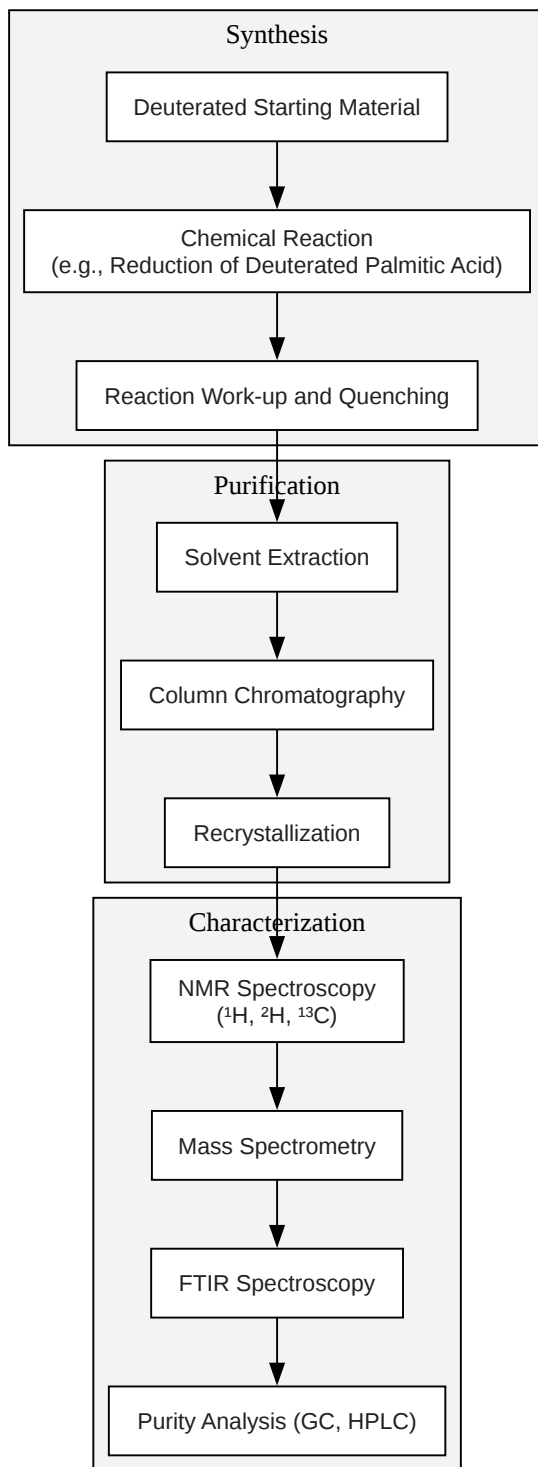 Synthesis
Deuterated Starting Material
Chemical Reaction
(e.g., Reduction of Deuterated Palmitic Acid)
Reaction Work-up and Quenching
Purification
Solvent Extraction
Column Chromatography
Recrystallization
Characterization
NMR Spectroscopy
(¹H, ²H, ¹³C)
Mass Spectrometry
FTIR Spectroscopy
Purity Analysis (GC, HPLC)